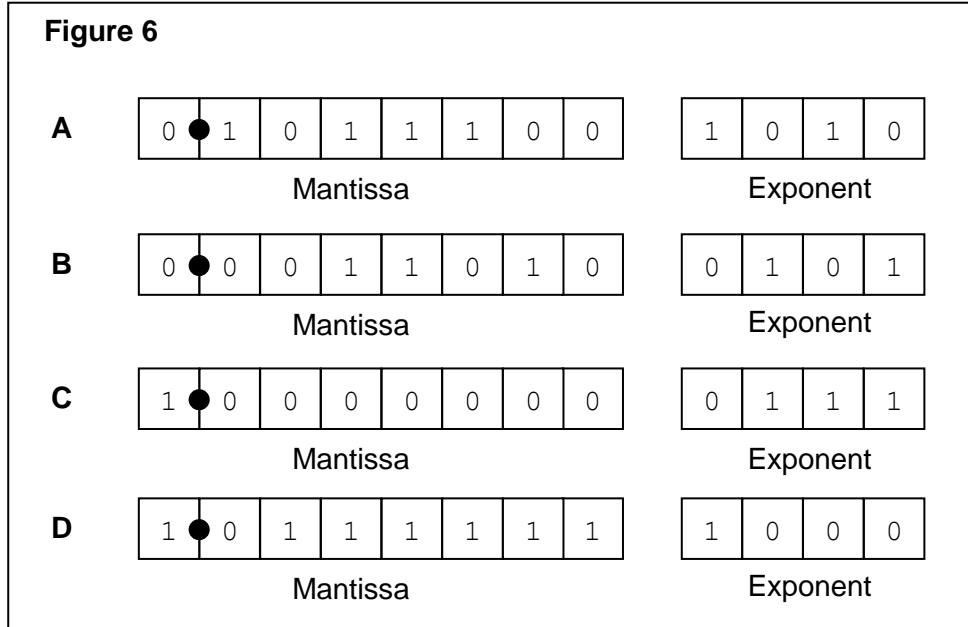 Figure 6
A 0 1 0 1 1 1 0 0 1 0 1 0
Mantissa Exponent
B 0 0 0 1 1 0 1 0 0 1 0 1
Mantissa Exponent
C 1 0 0 0 0 0 0 0 0 1 1 1
Mantissa Exponent
D 1 0 1 1 1 1 1 1 1 0 0 0
Mantissa Exponent